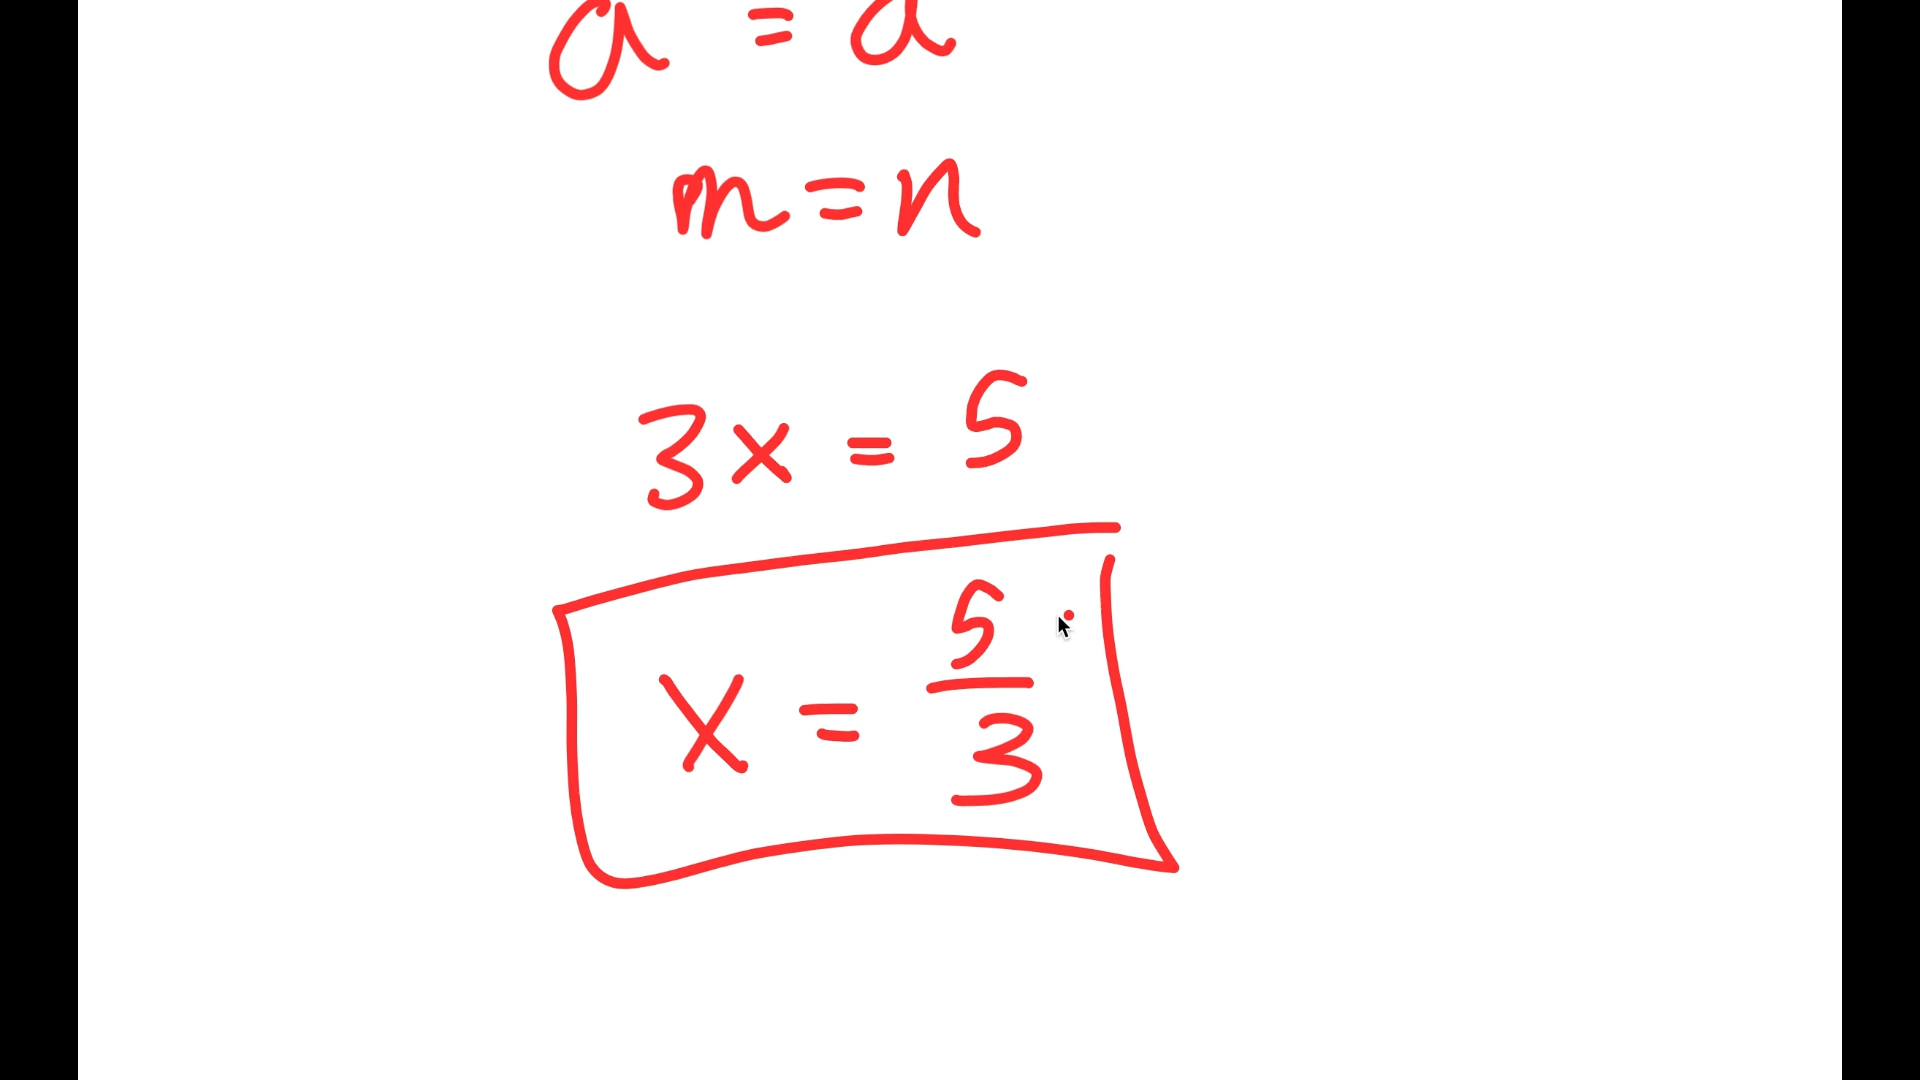 a = a
m = n
3x = 5
x = 5/3